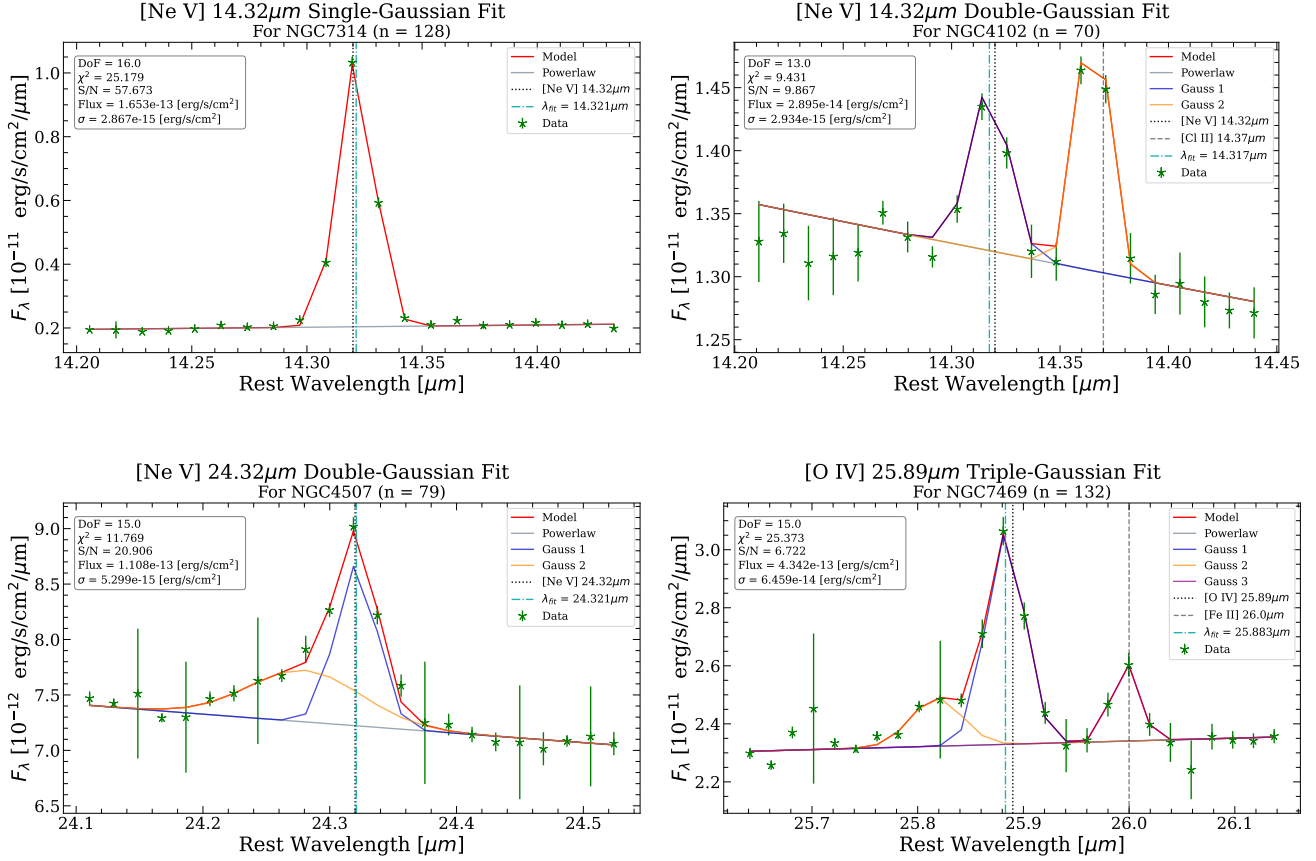 [Ne V] 14.32μm Single-Gaussian Fit
For NGC7314 (n = 128)
DoF = 16.0
χ² = 25.179
S/N = 57.673
Flux = 1.653e-13 [erg/s/cm²]
σ = 2.867e-15 [erg/s/cm²]
Model
Powerlaw
[Ne V] 14.32μm
λfit = 14.321μm
Data
1.0
0.8
0.6
0.4
0.2
Fλ [10⁻¹¹ erg/s/cm²/μm]
14.20
14.25
14.30
14.35
14.40
Rest Wavelength [μm]
[Ne V] 14.32μm Double-Gaussian Fit
For NGC4102 (n = 70)
DoF = 13.0
χ² = 9.431
S/N = 9.867
Flux = 2.895e-14 [erg/s/cm²]
σ = 2.934e-15 [erg/s/cm²]
Model
Powerlaw
Gauss 1
Gauss 2
[Ne V] 14.32μm
[Cl II] 14.37μm
λfit = 14.317μm
Data
1.45
1.40
1.35
1.30
1.25
Fλ [10⁻¹¹ erg/s/cm²/μm]
14.20
14.25
14.30
14.35
14.40
14.45
Rest Wavelength [μm]
[Ne V] 24.32μm Double-Gaussian Fit
For NGC4507 (n = 79)
DoF = 15.0
χ² = 11.769
S/N = 20.906
Flux = 1.108e-13 [erg/s/cm²]
σ = 5.299e-15 [erg/s/cm²]
Model
Powerlaw
Gauss 1
Gauss 2
[Ne V] 24.32μm
λfit = 24.321μm
Data
9.0
8.5
8.0
7.5
7.0
6.5
Fλ [10⁻¹² erg/s/cm²/μm]
24.1
24.2
24.3
24.4
24.5
Rest Wavelength [μm]
[O IV] 25.89μm Triple-Gaussian Fit
For NGC7469 (n = 132)
DoF = 15.0
χ² = 25.373
S/N = 6.722
Flux = 4.342e-13 [erg/s/cm²]
σ = 6.459e-14 [erg/s/cm²]
Model
Powerlaw
Gauss 1
Gauss 2
Gauss 3
[O IV] 25.89μm
[Fe II] 26.0μm
λfit = 25.883μm
Data
3.0
2.8
2.6
2.4
2.2
Fλ [10⁻¹¹ erg/s/cm²/μm]
25.7
25.8
25.9
26.0
26.1
Rest Wavelength [μm]